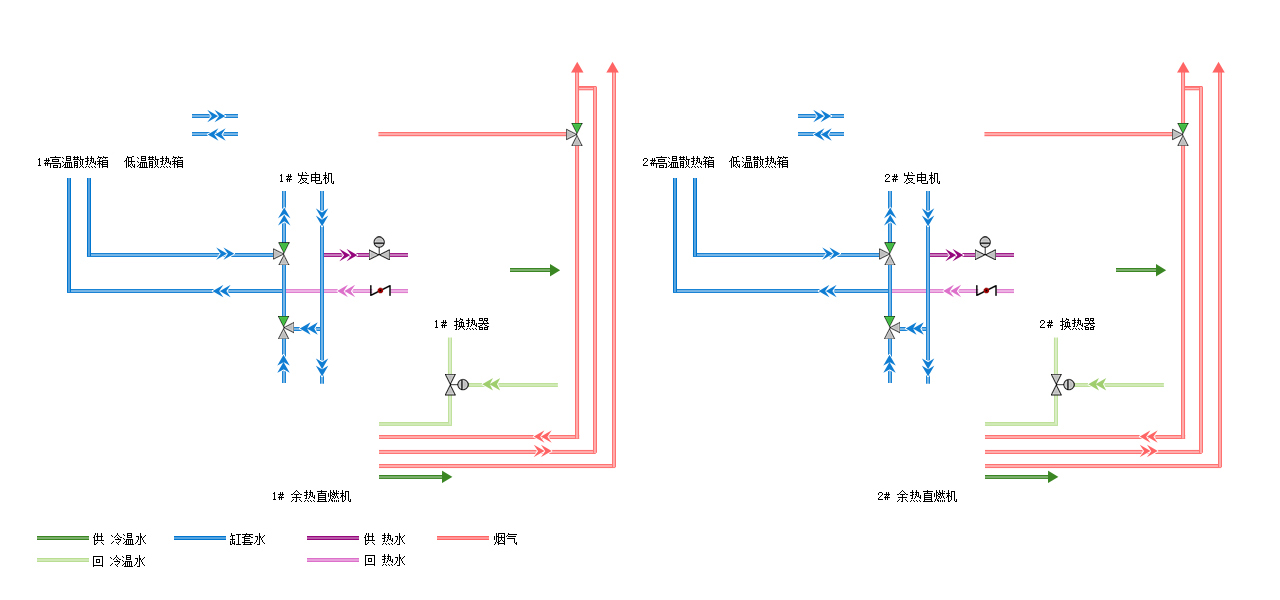 1#高温散热箱 低温散热箱 2#高温散热箱 低温散热箱
1# 发电机 2# 发电机
1# 换热器 2# 换热器
1# 余热直燃机 2# 余热直燃机
供 冷温水 缸套水 供 热水 烟气
回 冷温水 回 热水